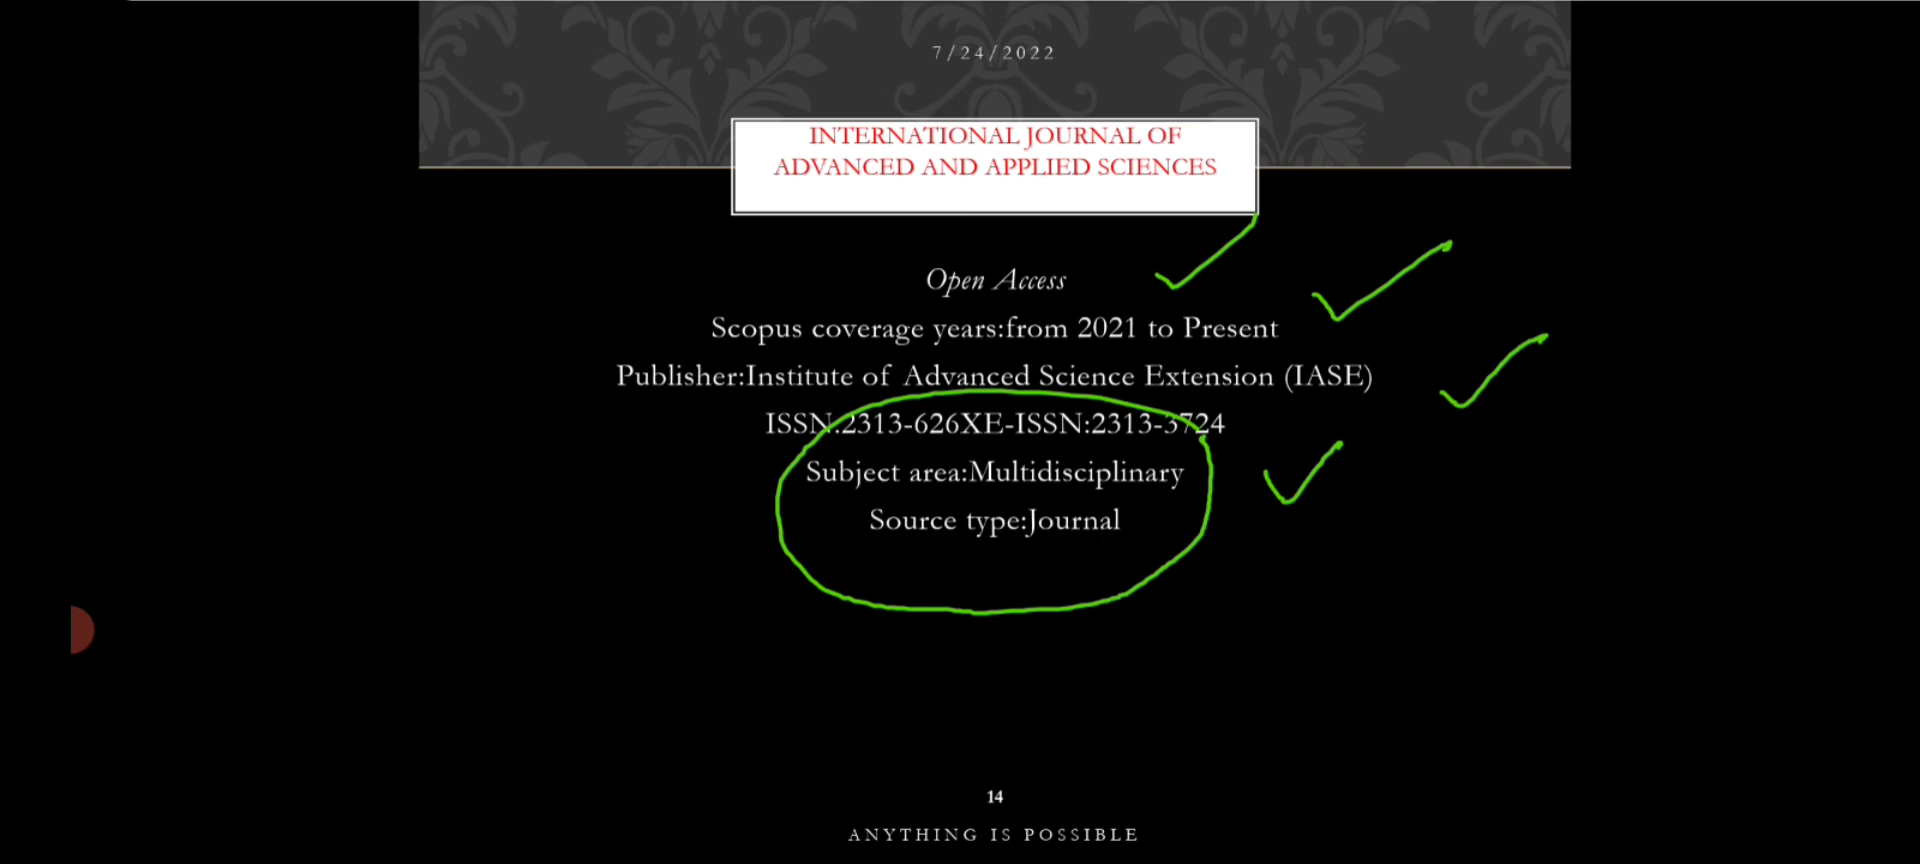 7/24/2022
INTERNATIONAL JOURNAL OF
ADVANCED AND APPLIED SCIENCES
Open Access
Scopus coverage years:from 2021 to Present
Publisher:Institute of Advanced Science Extension (IASE)
ISSN:2313-626XE-ISSN:2313-3724
Subject area:Multidisciplinary
Source type:Journal
14
ANYTHING IS POSSIBLE